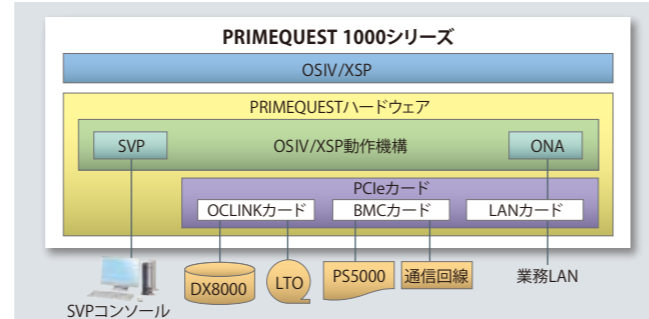 PRIMEQUEST 1000シリーズ
OSIV/XSP
PRIMEQUESTハードウェア
SVP OSIV/XSP動作機構 ONA
PCIeカード
OCLINKカード BMCカード LANカード
DX8000 LTO PS5000 通信回線 業務LAN
SVPコンソール